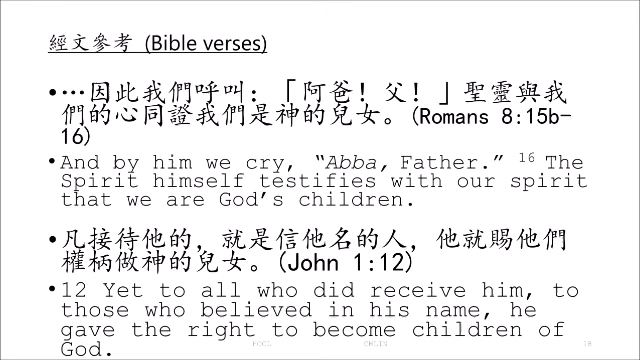 經文參考 (Bible verses)
•…因此我們呼叫：「阿爸！父！」聖靈與我
們的心同證我們是神的兒女。(Romans 8:15b-
16)
•And by him we cry, “Abba, Father.” 16 The
Spirit himself testifies with our spirit
that we are God’s children.
•凡接待他的，就是信他名的人，他就賜他們
權柄做神的兒女。(John 1:12)
•12 Yet to all who did receive him, to
those who believed in his name, he
gave the right to become children of
God.
18